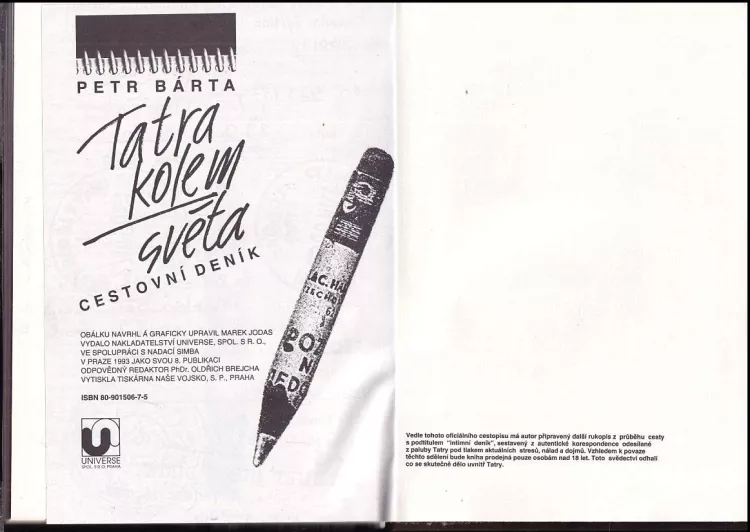 PETR BÁRTA
Tatra
kolem
světa
CESTOVNÍ DENÍK
OBÁLKU NAVRHL A GRAFICKY UPRAVIL MAREK JODAS
VYDALO NAKLADATELSTVÍ UNIVERSE, SPOL. S R. O.,
VE SPOLUPRÁCI S NADACÍ SIMBA
V PRAZE 1993 JAKO SVOU 8. PUBLIKACI
ODPOVĚDNÝ REDAKTOR PhDr. OLDŘICH BREJCHA
VYTISKLA TISKÁRNA NAŠE VOJSKO, S. P., PRAHA
ISBN 80-901506-7-5
UNIVERSE
SPOL. S R.O. PRAHA
Vedle tohoto oficiálního cestopisu má autor připravený další rukopis z průběhu cesty
s podtitulem "intimní deník", sestavený z autentické korespondence odesílané
z paluby Tatry pod tlakem aktuálních stresů, nálad a dojmů. Vzhledem k povaze
těchto sdělení bude kniha prodejná pouze osobám nad 18 let. Toto svědectví odhalí
co se skutečně dělo uvnitř Tatry.